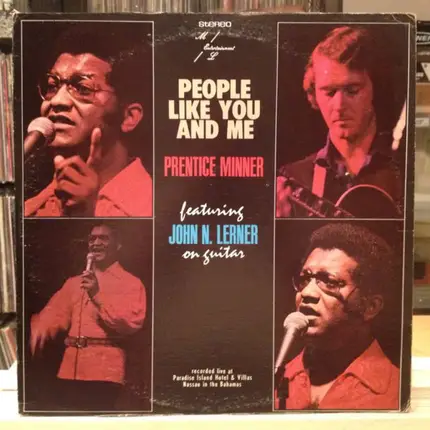 STEREO
M
Entertainment
L
PEOPLE
LIKE YOU
AND ME
PRENTICE MINNER
featuring
JOHN N. LERNER
on guitar
recorded live at
Paradise Island Hotel & Villas
Nassau in the Bahamas